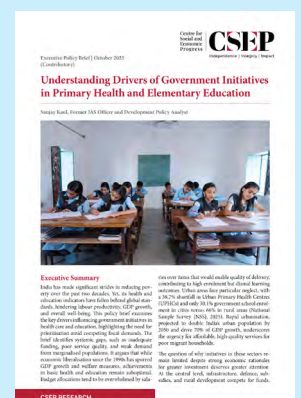 Centre for
Social and
Economic
Progress
CSEP
Independence | Integrity | Impact
Executive Policy Brief | October 2025
(Contributory)
Understanding Drivers of Government Initiatives
in Primary Health and Elementary Education
Sanjay Kaul, Former IAS Officer and Development Policy Analyst
Executive Summary
India has made significant strides in reducing pov-
erty over the past two decades. Yet, its health and
education indicators have fallen behind global stan-
dards, hindering labour productivity, GDP growth,
and overall well-being. This policy brief examines
the key drivers influencing government initiatives in
health care and education, highlighting the need for
prioritisation amid competing fiscal demands. The
brief identifies systemic gaps, such as inadequate
funding, poor service quality, and weak demand
from marginalised populations. It argues that while
economic liberalisation since the 1990s has spurred
GDP growth and welfare measures, achievements
in basic health and education remain suboptimal.
Budget allocations tend to be overwhelmed by sala-
ries over items that would enable quality of delivery,
contributing to high enrolment but dismal learning
outcomes. Urban areas face particular neglect, with
a 38.7% shortfall in Urban Primary Health Centres
(UPHCs) and only 30.1% government school enrol-
ment in cities versus 66% in rural areas (National
Sample Survey [NSS], 2025). Rapid urbanisation,
projected to double India's urban population by
2050 and drive 70% of GDP growth, underscores
the urgency for affordable, high-quality services for
poor migrant households.
The question of why initiatives in these sectors re-
main limited despite strong economic rationales
for greater investment deserves greater attention.
At the central level, infrastructure, defence, sub-
sidies, and rural development compete for funds,
CSEP RESEARCH